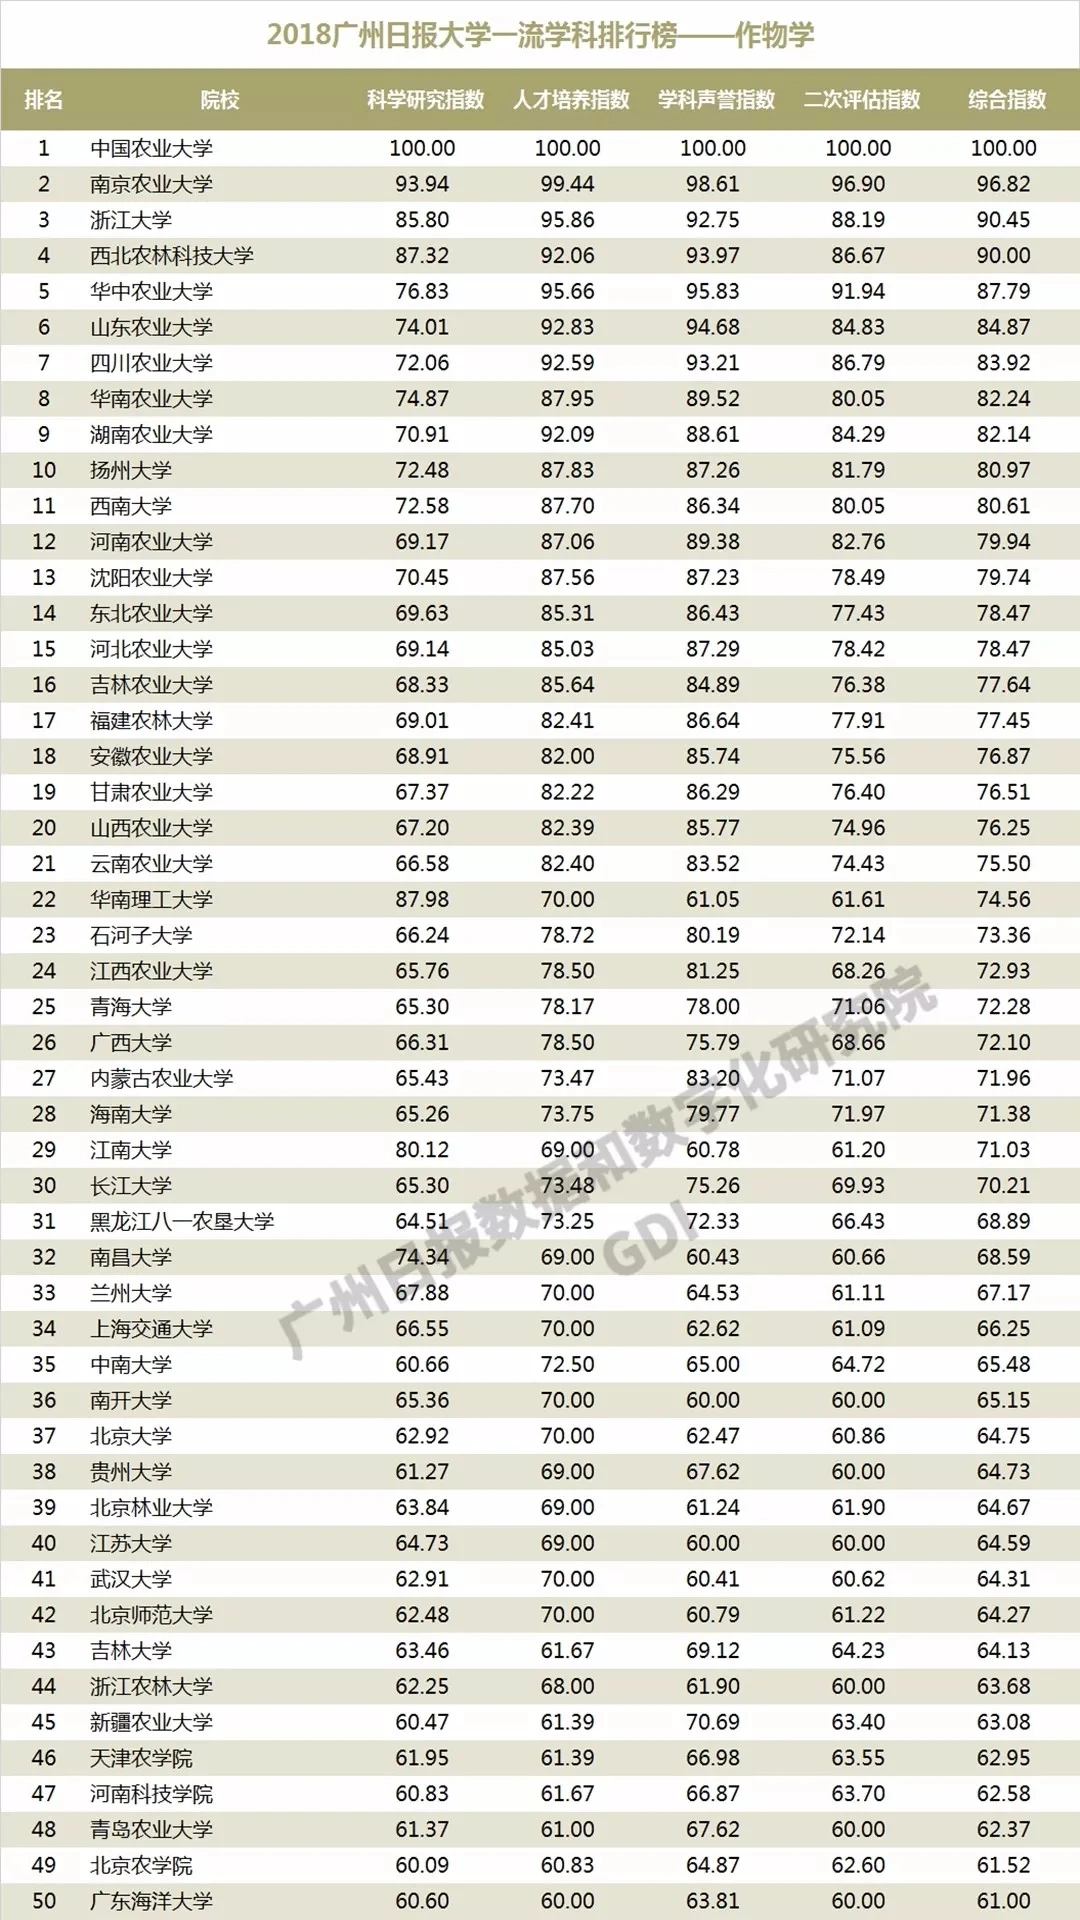 2018广州日报大学一流学科排行榜——作物学
排名 院校 科学研究指数 人才培养指数 学科声誉指数 二次评估指数 综合指数
1 中国农业大学 100.00 100.00 100.00 100.00 100.00
2 南京农业大学 93.94 99.44 98.61 96.90 96.82
3 浙江大学 85.80 95.86 92.75 88.19 90.45
4 西北农林科技大学 87.32 92.06 93.97 86.67 90.00
5 华中农业大学 76.83 95.66 95.83 91.94 87.79
6 山东农业大学 74.01 92.83 94.68 84.83 84.87
7 四川农业大学 72.06 92.59 93.21 86.79 83.92
8 华南农业大学 74.87 87.95 89.52 80.05 82.24
9 湖南农业大学 70.91 92.09 88.61 84.29 82.14
10 扬州大学 72.48 87.83 87.26 81.79 80.97
11 西南大学 72.58 87.70 86.34 80.05 80.61
12 河南农业大学 69.17 87.06 89.38 82.76 79.94
13 沈阳农业大学 70.45 87.56 87.23 78.49 79.74
14 东北农业大学 69.63 85.31 86.43 77.43 78.47
15 河北农业大学 69.14 85.03 87.29 78.42 78.47
16 吉林农业大学 68.33 85.64 84.89 76.38 77.64
17 福建农林大学 69.01 82.41 86.64 77.91 77.45
18 安徽农业大学 68.91 82.00 85.74 75.56 76.87
19 甘肃农业大学 67.37 82.22 86.29 76.40 76.51
20 山西农业大学 67.20 82.39 85.77 74.96 76.25
21 云南农业大学 66.58 82.40 83.52 74.43 75.50
22 华南理工大学 87.98 70.00 61.05 61.61 74.56
23 石河子大学 66.24 78.72 80.19 72.14 73.36
24 江西农业大学 65.76 78.50 81.25 68.26 72.93
25 青海大学 65.30 78.17 78.00 71.06 72.28
26 广西大学 66.31 78.50 75.79 68.66 72.10
27 内蒙古农业大学 65.43 73.47 83.20 71.07 71.96
28 海南大学 65.26 73.75 79.77 71.97 71.38
29 江南大学 80.12 69.00 60.78 61.20 71.03
30 长江大学 65.30 73.48 75.26 69.93 70.21
31 黑龙江八一农垦大学 64.51 73.25 72.33 66.43 68.89
32 南昌大学 74.34 69.00 60.43 60.66 68.59
33 兰州大学 67.88 70.00 64.53 61.11 67.17
34 上海交通大学 66.55 70.00 62.62 61.09 66.25
35 中南大学 60.66 72.50 65.00 64.72 65.48
36 南开大学 65.36 70.00 60.00 60.00 65.15
37 北京大学 62.92 70.00 62.47 60.86 64.75
38 贵州大学 61.27 69.00 67.62 60.00 64.73
39 北京林业大学 63.84 69.00 61.24 61.90 64.67
40 江苏大学 64.73 69.00 60.00 60.00 64.59
41 武汉大学 62.91 70.00 60.41 60.62 64.31
42 北京师范大学 62.48 70.00 60.79 61.22 64.27
43 吉林大学 63.46 61.67 69.12 64.23 64.13
44 浙江农林大学 62.25 68.00 61.90 60.00 63.68
45 新疆农业大学 60.47 61.39 70.69 63.40 63.08
46 天津农学院 61.95 61.39 66.98 63.55 62.95
47 河南科技学院 60.83 61.67 66.87 63.70 62.58
48 青岛农业大学 61.37 61.00 67.62 60.00 62.37
49 北京农学院 60.09 60.83 64.87 62.60 61.52
50 广东海洋大学 60.60 60.00 63.81 60.00 61.00
广州日报数据和数字化研究院
GDI